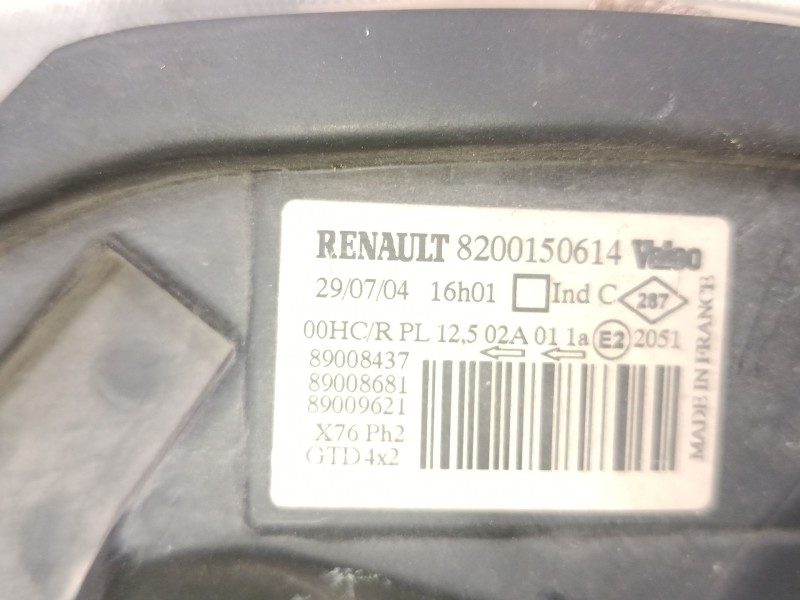 RENAULT 8200150614 Valeo
29/07/04 16h01 Ind C 287
00HC/R PL 12,5 02A 01 1a E2 2051
89008437
89008681
89009621
X76 Ph2
GTD 4x2
MADE IN FRANCE